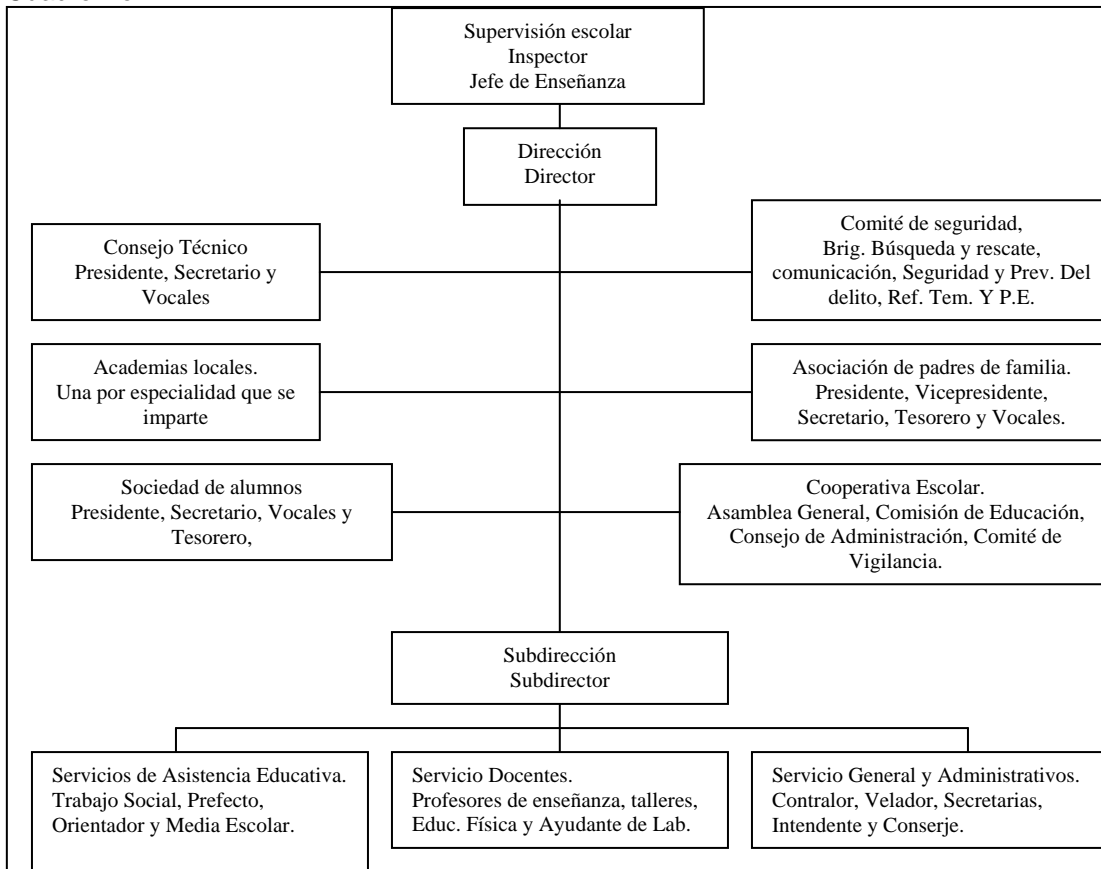 Supervisión escolar
Inspector
Jefe de Enseñanza
Dirección
Director
Consejo Técnico
Presidente, Secretario y
Vocales
Comité de seguridad,
Brig. Búsqueda y rescate,
comunicación, Seguridad y Prev. Del
delito, Ref. Tem. Y P.E.
Academias locales.
Una por especialidad que se
imparte
Asociación de padres de familia.
Presidente, Vicepresidente,
Secretario, Tesorero y Vocales.
Sociedad de alumnos
Presidente, Secretario, Vocales y
Tesorero,
Cooperativa Escolar.
Asamblea General, Comisión de Educación,
Consejo de Administración, Comité de
Vigilancia.
Subdirección
Subdirector
Servicios de Asistencia Educativa.
Trabajo Social, Prefecto,
Orientador y Media Escolar.
Servicio Docentes.
Profesores de enseñanza, talleres,
Educ. Física y Ayudante de Lab.
Servicio General y Administrativos.
Contralor, Velador, Secretarias,
Intendente y Conserje.